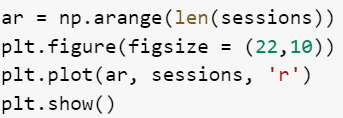 ar = np.arange(len(sessions))
plt.figure(figsize = (22,10))
plt.plot(ar, sessions, 'r')
plt.show()